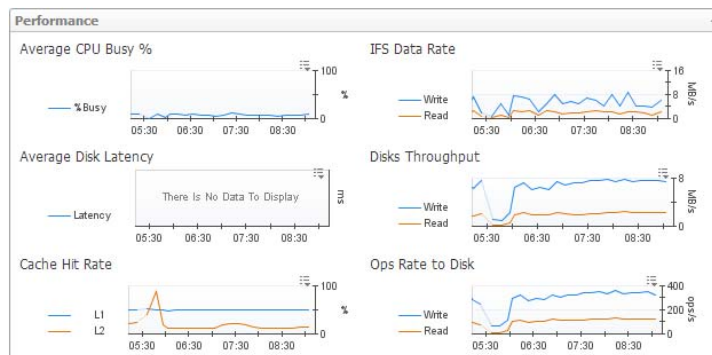 Performance
Average CPU Busy %
100
%
0
%Busy
05:30 06:30 07:30 08:30
IFS Data Rate
16
8
MB/s
0
Write
Read
05:30 06:30 07:30 08:30
Average Disk Latency
There Is No Data To Display
ms
Latency
05:30 06:30 07:30 08:30
Disks Throughput
8
MB/s
0
Write
Read
05:30 06:30 07:30 08:30
Cache Hit Rate
100
%
0
L1
L2
05:30 06:30 07:30 08:30
Ops Rate to Disk
400
200
ops/s
0
Write
Read
05:30 06:30 07:30 08:30